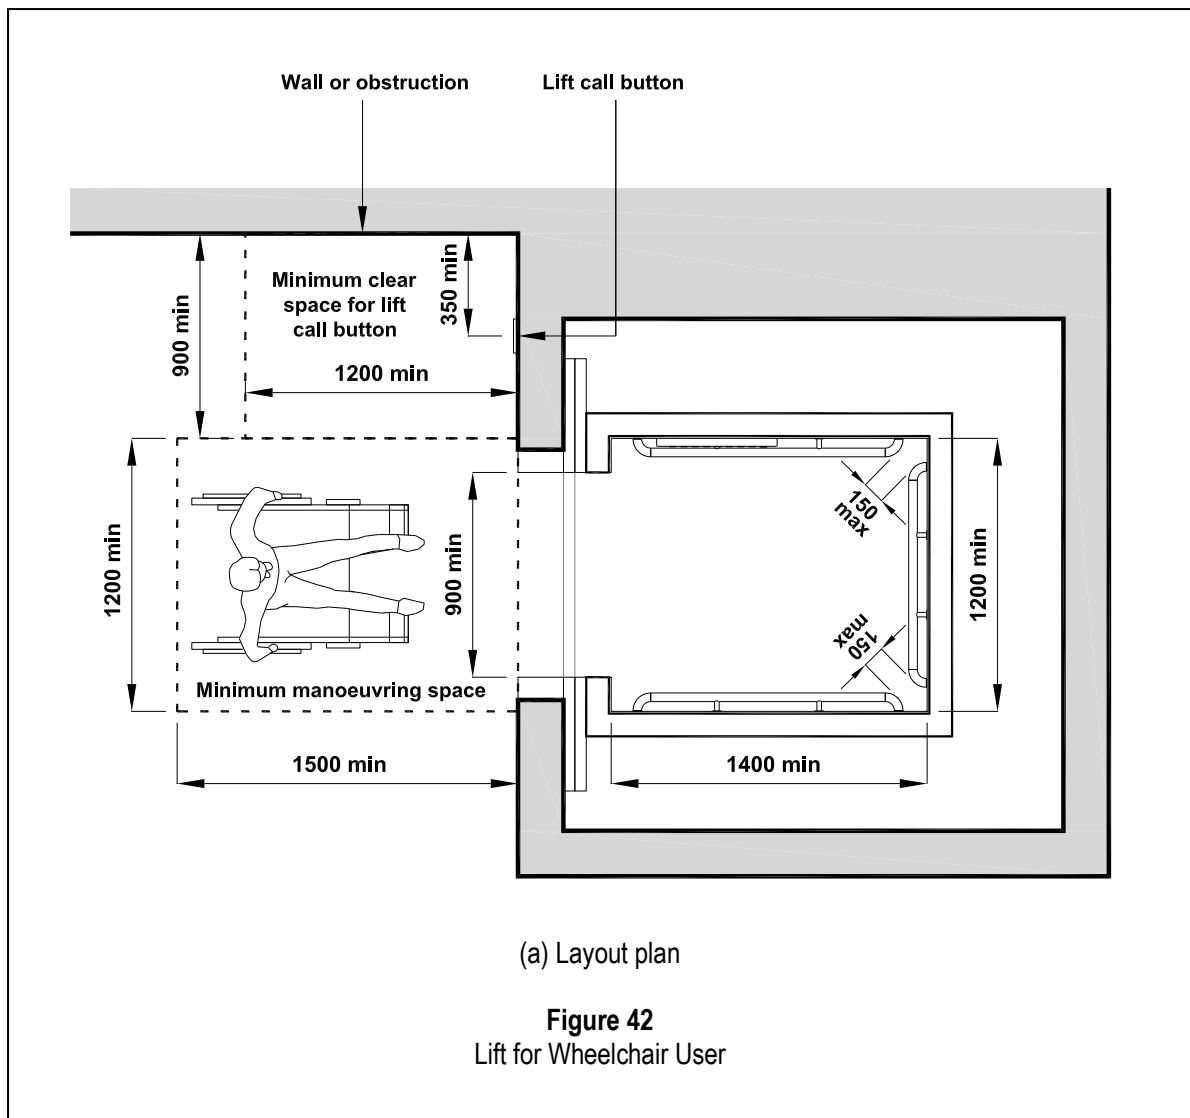 Wall or obstruction
Lift call button
900 min
Minimum clear
space for lift
call button
350 min
1200 min
1200 min
900 min
150
max
150
max
1200 min
Minimum manoeuvring space
1500 min
1400 min
(a) Layout plan
Figure 42
Lift for Wheelchair User